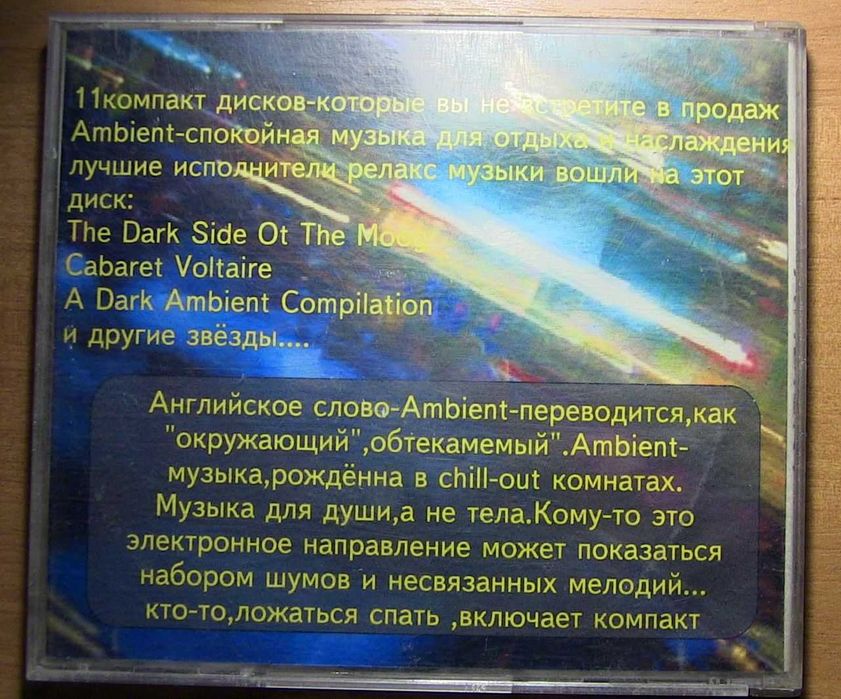 11компакт дисков-которые вы не встретите в продаж
Ambient-спокойная музыка для отдыха и наслаждения
лучшие исполнители релакс музыки вошли на этот
диск:
The Dark Side Ot The Moog
Cabaret Voltaire
A Dark Ambient Compilation
и другие звёзды....
Английское слово-Ambient-переводится,как
"окружающий",обтекамемый".Ambient-
музыка,рождённа в chill-out комнатах.
Музыка для души,а не тела.Кому-то это
электронное направление может показаться
набором шумов и несвязанных мелодий...
кто-то,ложаться спать ,включает компакт